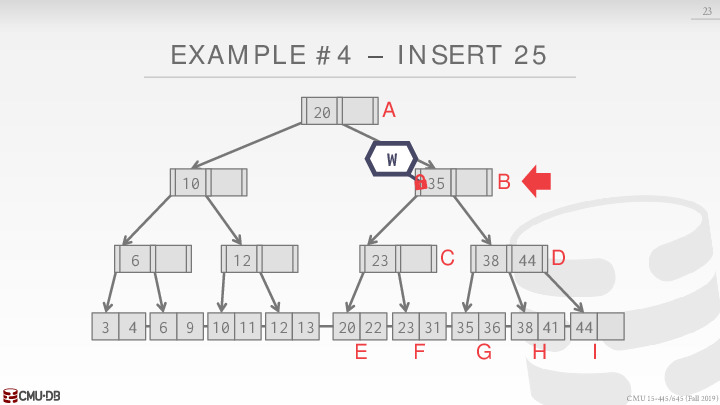 23
EXAMPLE #4 – INSERT 25
20 A
W
10 35 B
6 12 23 C 38 44 D
3 4 6 9 10 11 12 13 20 22 23 31 35 36 38 41 44
E F G H I
CMU·DB
CMU 15-445/645 (Fall 2019)